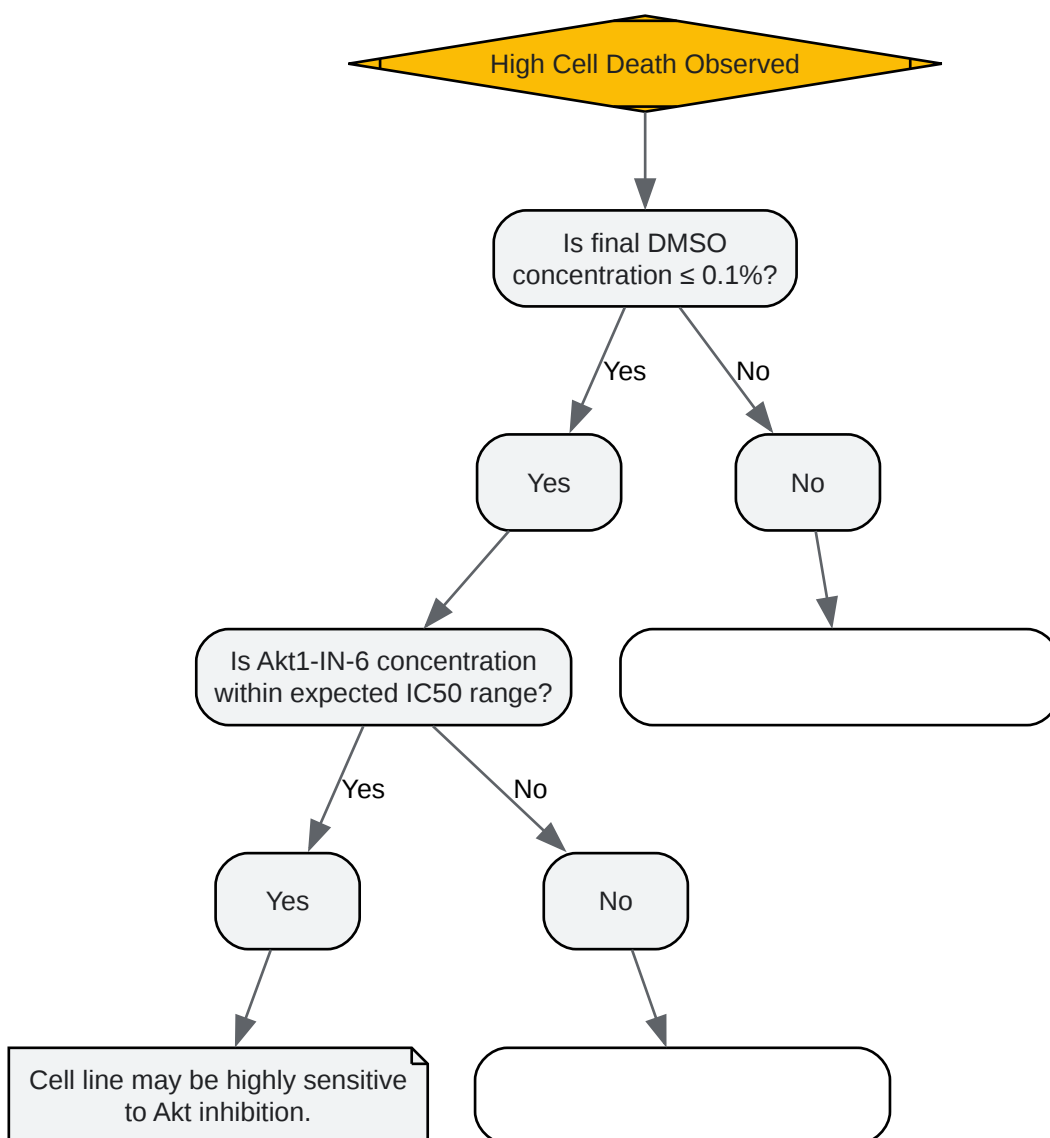 High Cell Death Observed
Is final DMSO
concentration ≤ 0.1%?
Yes
No
Yes
No
Is Akt1-IN-6 concentration
within expected IC50 range?
Yes
No
Yes
No
Cell line may be highly sensitive
to Akt inhibition.